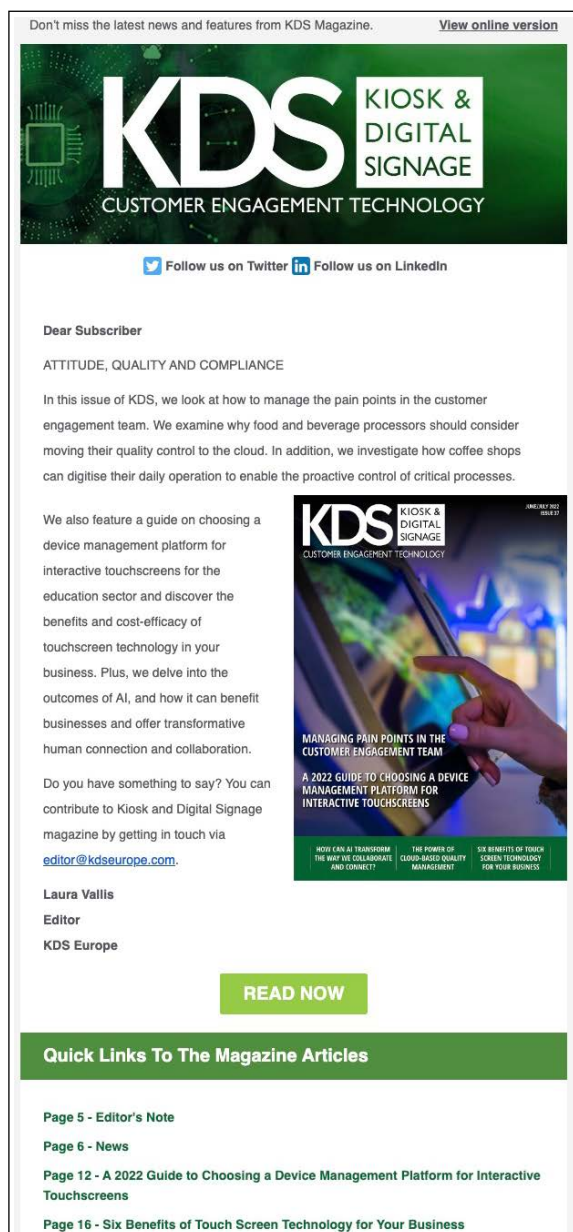 Don't miss the latest news and features from KDS Magazine. View online version
KDS
KIOSK &
DIGITAL
SIGNAGE
CUSTOMER ENGAGEMENT TECHNOLOGY
Follow us on Twitter in Follow us on LinkedIn
Dear Subscriber
ATTITUDE, QUALITY AND COMPLIANCE
In this issue of KDS, we look at how to manage the pain points in the customer
engagement team. We examine why food and beverage processors should consider
moving their quality control to the cloud. In addition, we investigate how coffee shops
can digitise their daily operation to enable the proactive control of critical processes.
We also feature a guide on choosing a
device management platform for
interactive touchscreens for the
education sector and discover the
benefits and cost-efficacy of
touchscreen technology in your
business. Plus, we delve into the
outcomes of AI, and how it can benefit
businesses and offer transformative
human connection and collaboration.
Do you have something to say? You can
contribute to Kiosk and Digital Signage
magazine by getting in touch via
editor@kdseurope.com.
Laura Vallis
Editor
KDS Europe
KDS
KIOSK &
DIGITAL
SIGNAGE
CUSTOMER ENGAGEMENT TECHNOLOGY
JUNE/JULY 2022
ISSUE 37
MANAGING PAIN POINTS IN THE
CUSTOMER ENGAGEMENT TEAM
A 2022 GUIDE TO CHOOSING A DEVICE
MANAGEMENT PLATFORM FOR
INTERACTIVE TOUCHSCREENS
HOW CAN AI TRANSFORM
THE WAY WE COLLABORATE
AND CONNECT?
THE POWER OF
CLOUD-BASED QUALITY
MANAGEMENT
SIX BENEFITS OF TOUCH
SCREEN TECHNOLOGY
FOR YOUR BUSINESS
READ NOW
Quick Links To The Magazine Articles
Page 5 - Editor's Note
Page 6 - News
Page 12 - A 2022 Guide to Choosing a Device Management Platform for Interactive
Touchscreens
Page 16 - Six Benefits of Touch Screen Technology for Your Business